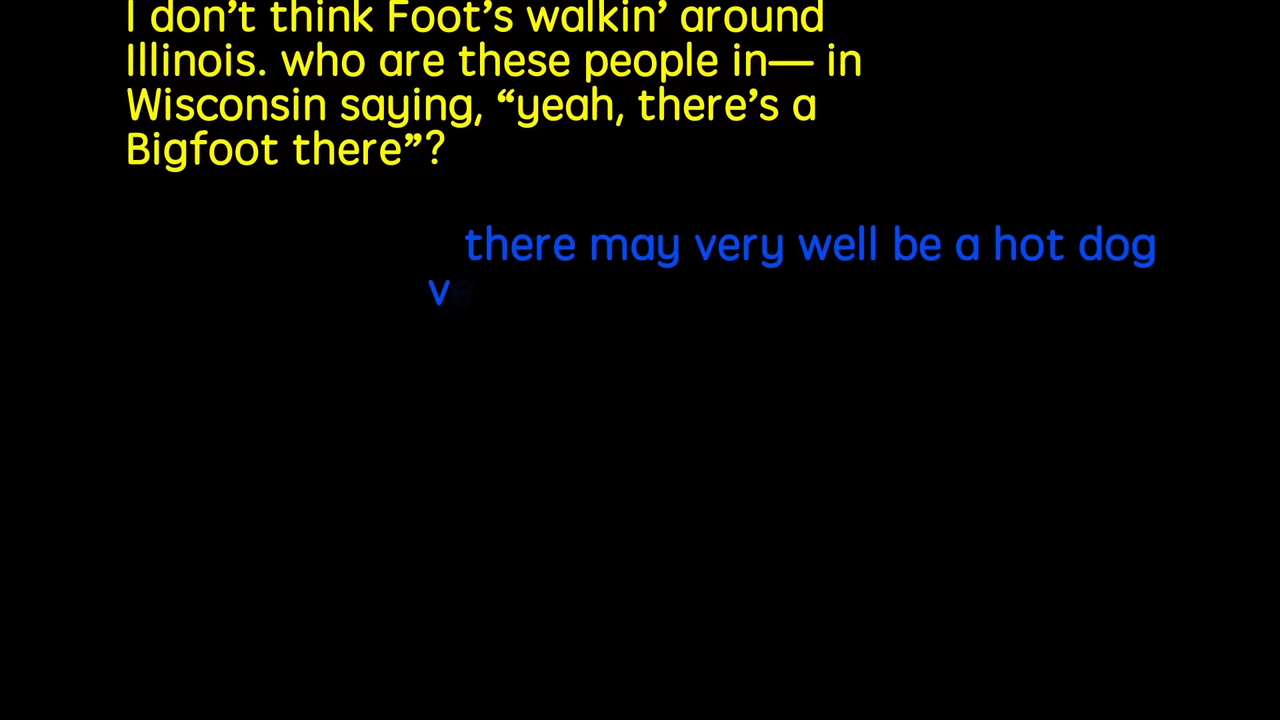 I don’t think Foot’s walkin’ around
Illinois. who are these people in— in
Wisconsin saying, “yeah, there’s a
Bigfoot there”?
there may very well be a hot dog
ve